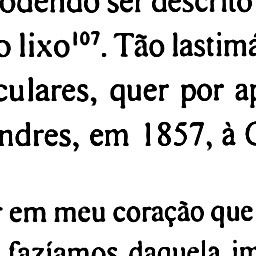 odendo ser descrito
o lixo¹⁰⁷. Tão lastimá
culares, quer por ap
ndres, em 1857, à
em meu coração que
fazíamos daquela im